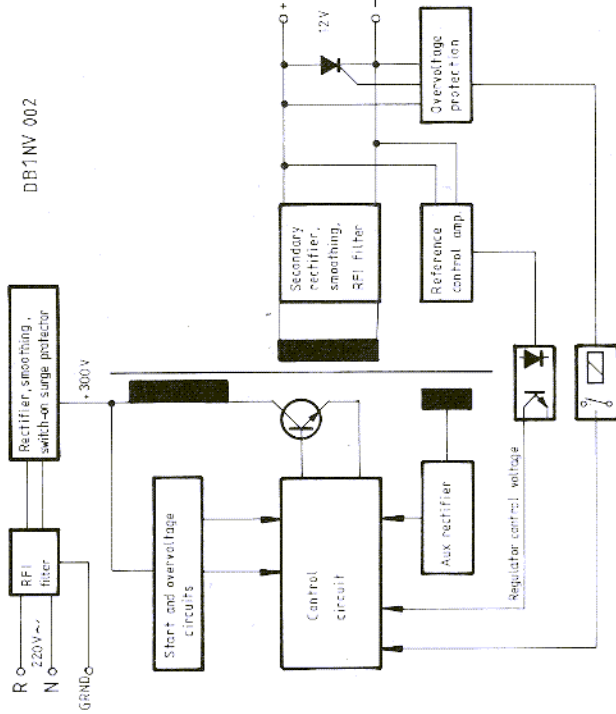 DB1NV 002
R
220V~
N
GRND
RFI
filter
Rectifier, smoothing,
switch-on surge protector
+300V
Start and overvoltage
circuits
Control
circuit
Aux rectifier
Regulator control voltage
Secondary
rectifier,
smoothing,
RFI filter
Reference
control amp.
Overvoltage
protection
+
12V
-